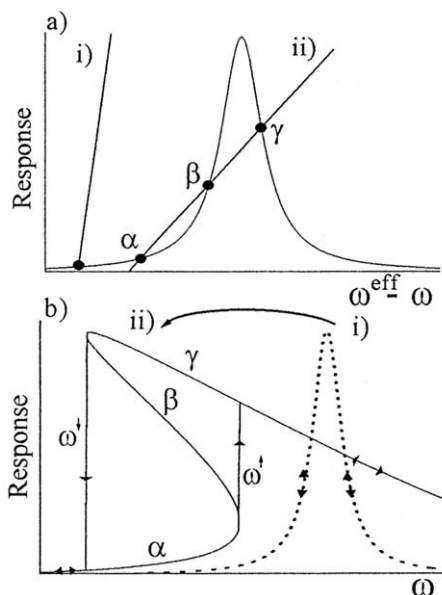 a)
i)
ii)
γ
β
α
Response
ω^eff - ω
b)
ii)
i)
γ
β
ω↓
ω↑
α
Response
ω